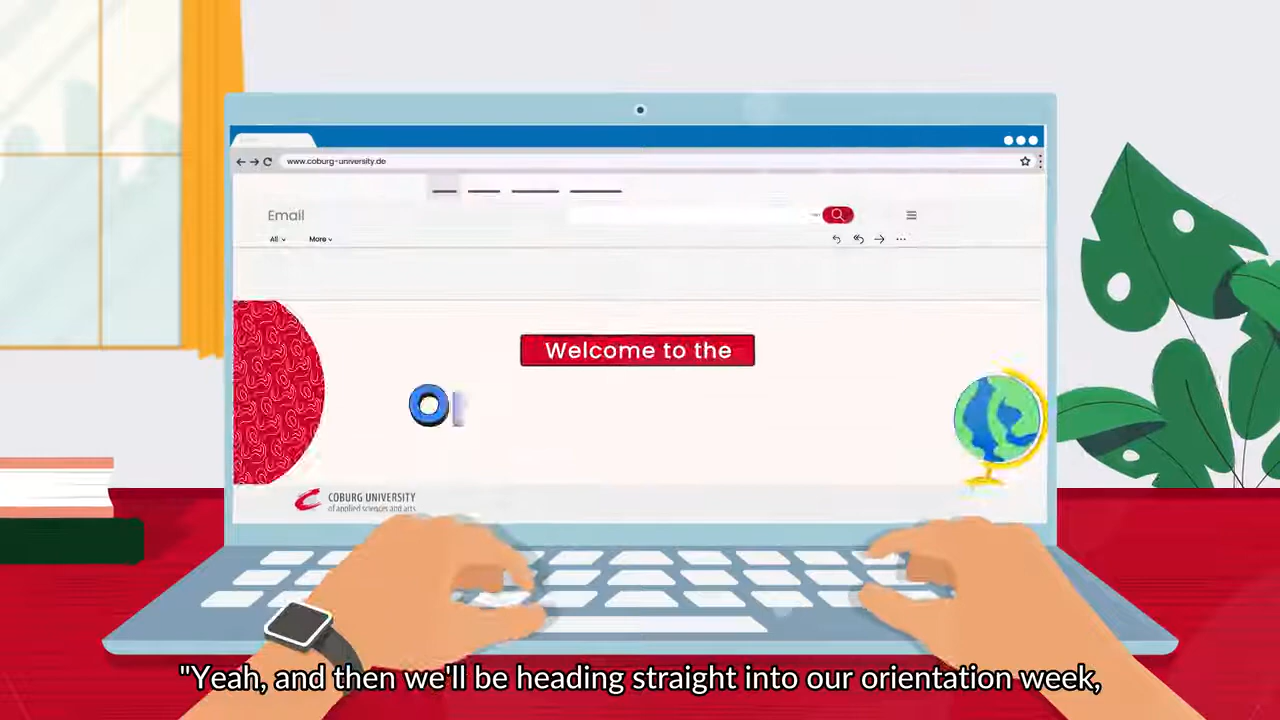 www.coburg-university.de
Email
All
More
Welcome to the
O
COBURG UNIVERSITY
of applied sciences and arts
"Yeah, and then we'll be heading straight into our orientation week,